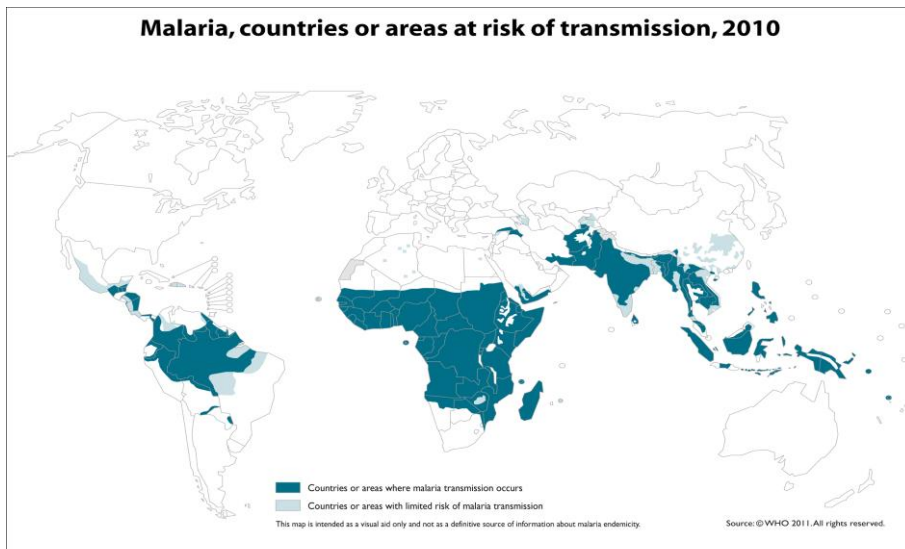 Malaria, countries or areas at risk of transmission, 2010
Countries or areas where malaria transmission occurs
Countries or areas with limited risk of malaria transmission
This map is intended as a visual aid only and not as a definitive source of information about malaria endemicity.
Source: © WHO 2011. All rights reserved.